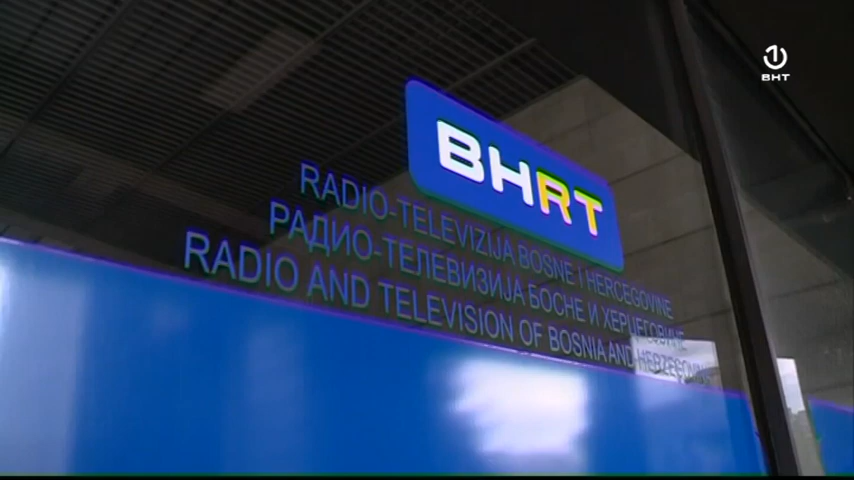 BHT
BHRT
RADIO-TELEVIZIJA BOSNE I HERCEGOVINE
РАДИО-ТЕЛЕВИЗИЈА БОСНЕ И ХЕРЦЕГОВИНЕ
RADIO AND TELEVISION OF BOSNIA AND HERZEGOVINA